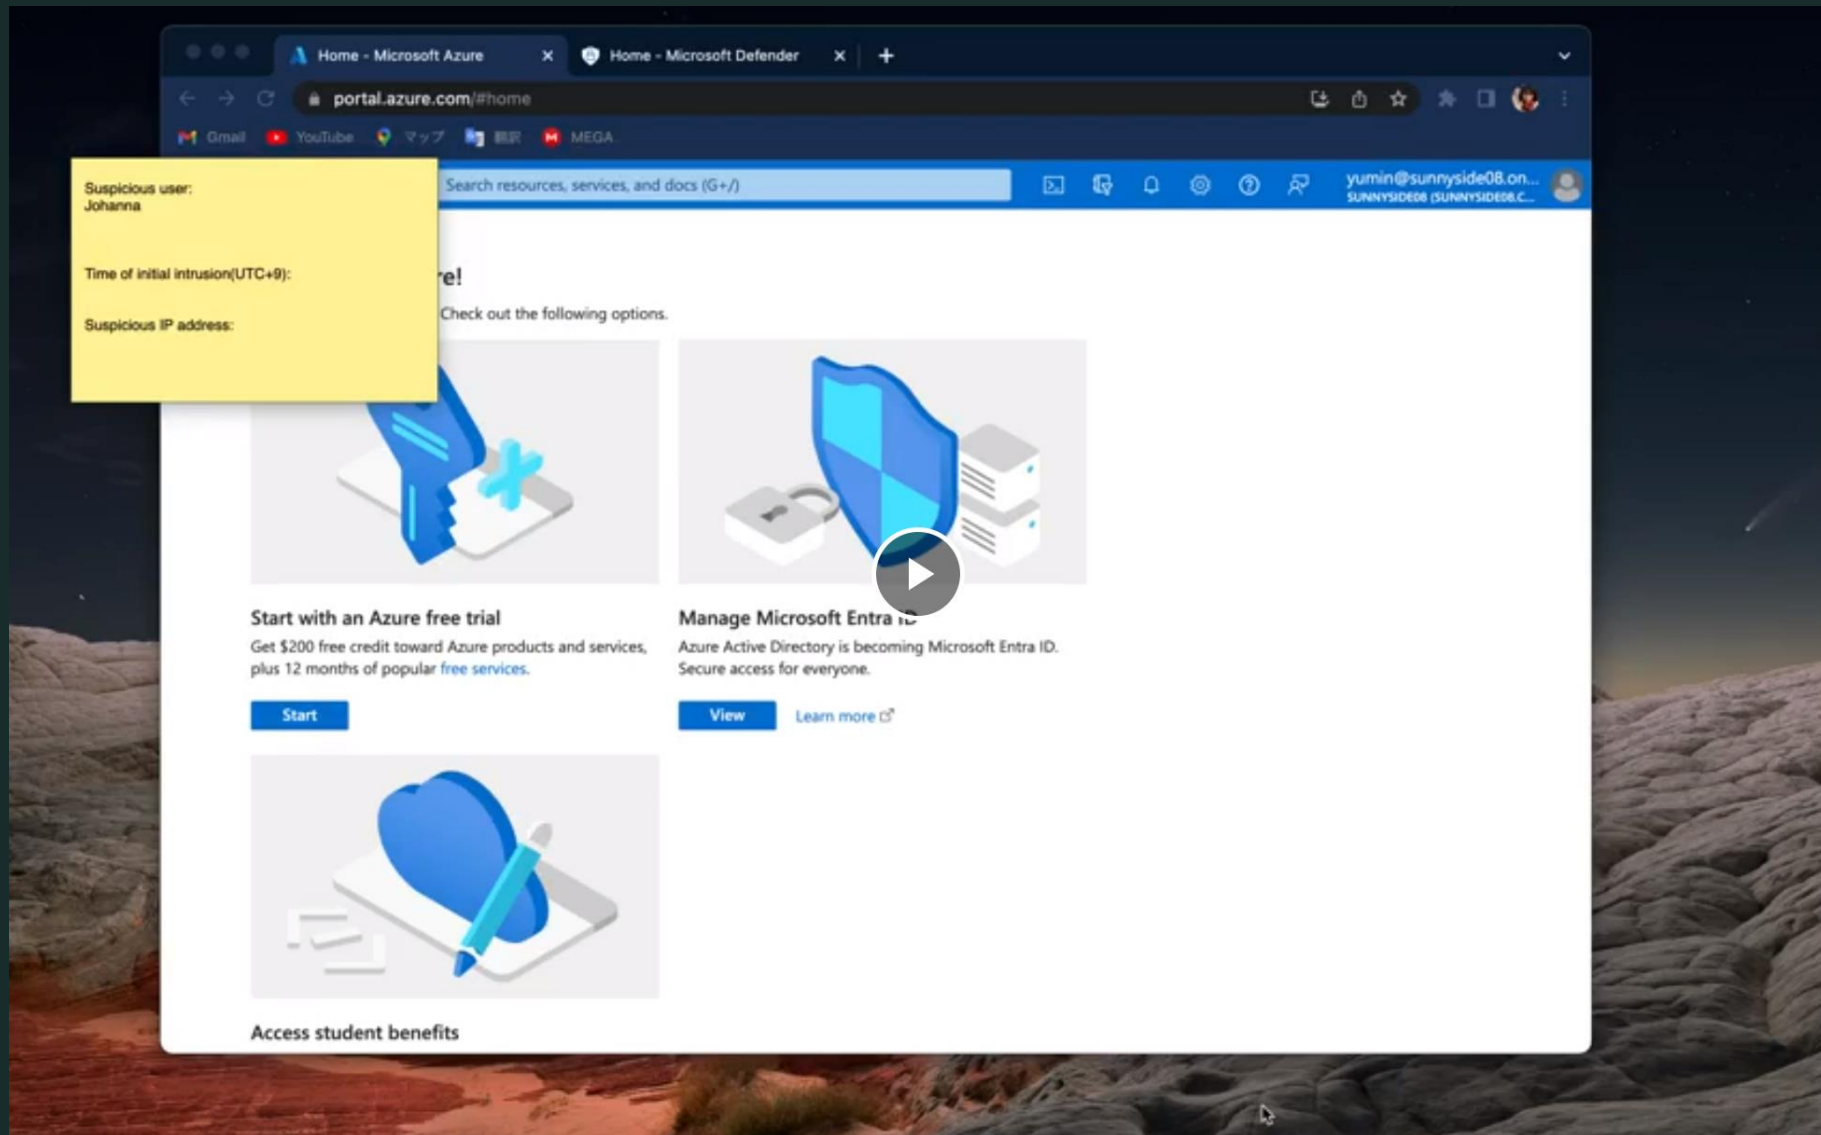 Home - Microsoft Azure
Home - Microsoft Defender
portal.azure.com/#home
Gmail
YouTube
マップ
翻訳
MEGA
Suspicious user:
Johanna
Time of initial intrusion(UTC+9):
Suspicious IP address:
Search resources, services, and docs (G+/)
yumin@sunnyside08.on...
SUNNYSIDE08 (SUNNYSIDE08.C...
re!
Check out the following options.
Start with an Azure free trial
Get $200 free credit toward Azure products and services,
plus 12 months of popular free services.
Start
Manage Microsoft Entra ID
Azure Active Directory is becoming Microsoft Entra ID.
Secure access for everyone.
View
Learn more
Access student benefits